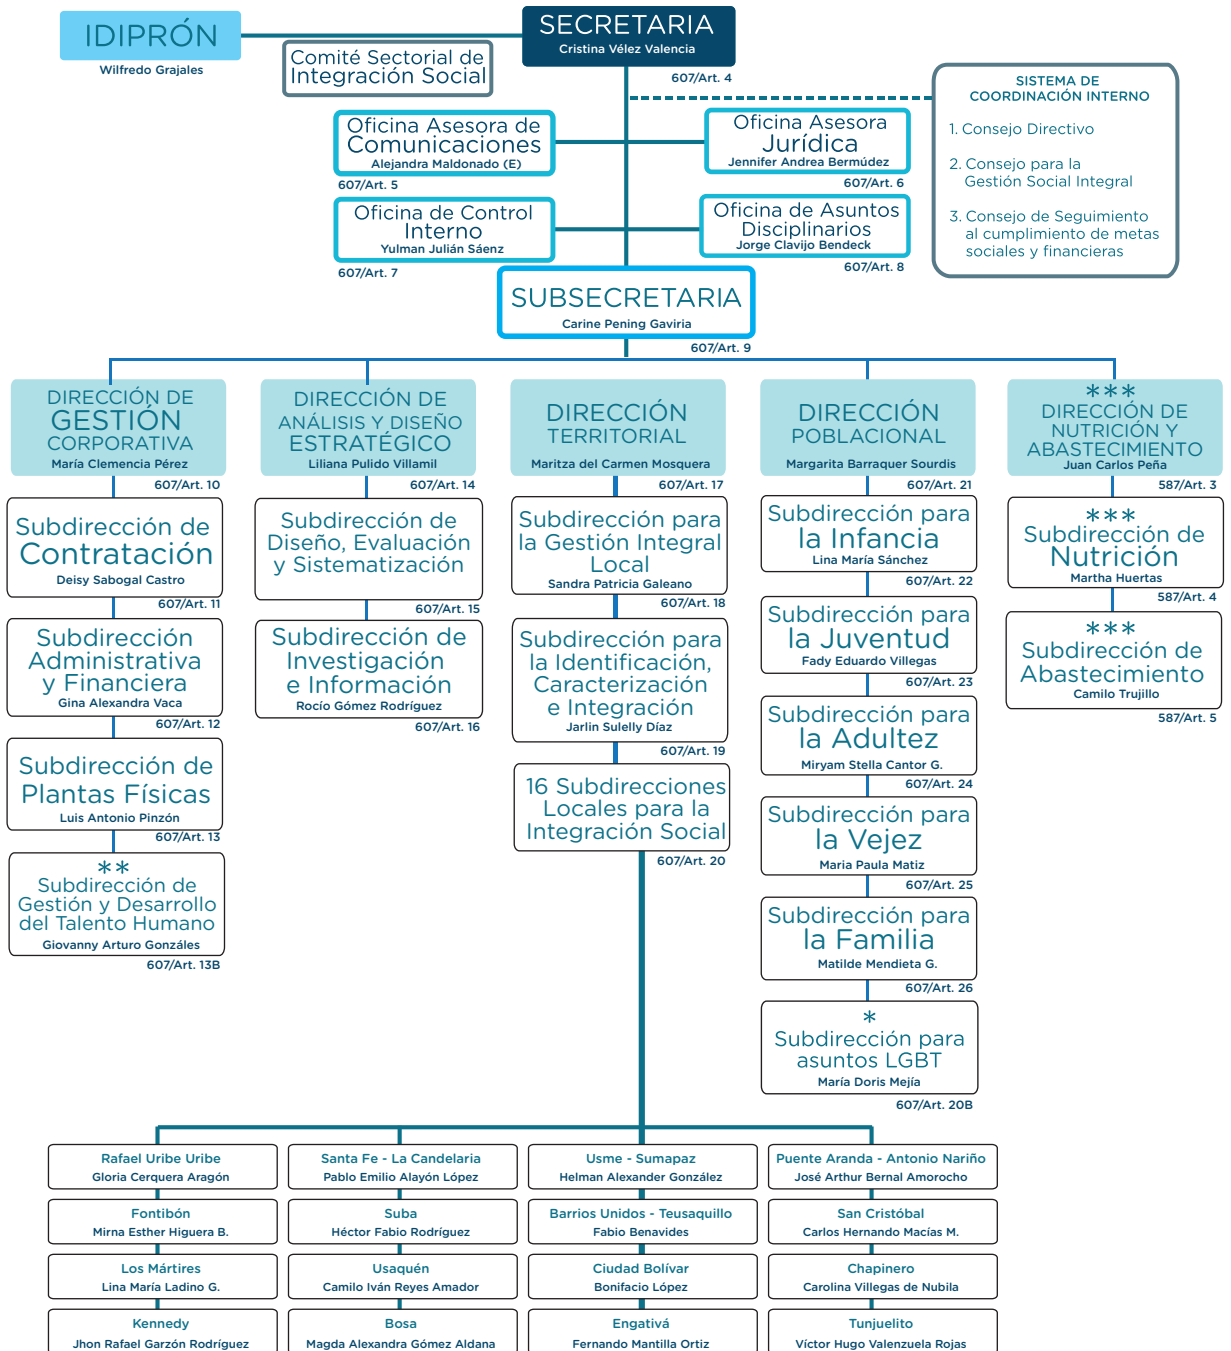 IDIPRÓN
Wilfredo Grajales
SECRETARIA
Cristina Vélez Valencia
607/Art. 4
Comité Sectorial de
Integración Social
SISTEMA DE
COORDINACIÓN INTERNO
1. Consejo Directivo
2. Consejo para la
Gestión Social Integral
3. Consejo de Seguimiento
al cumplimiento de metas
sociales y financieras
Oficina Asesora de
Comunicaciones
Alejandra Maldonado (E)
607/Art. 5
Oficina Asesora
Jurídica
Jennifer Andrea Bermúdez
607/Art. 6
Oficina de Control
Interno
Yulman Julián Sáenz
607/Art. 7
Oficina de Asuntos
Disciplinarios
Jorge Clavijo Bendeck
607/Art. 8
SUBSECRETARIA
Carine Pening Gaviria
607/Art. 9
DIRECCIÓN DE
GESTIÓN
CORPORATIVA
María Clemencia Pérez
607/Art. 10
Subdirección de
Contratación
Deisy Sabogal Castro
607/Art. 11
Subdirección
Administrativa
y Financiera
Gina Alexandra Vaca
607/Art. 12
Subdirección de
Plantas Físicas
Luis Antonio Pinzón
607/Art. 13
**
Subdirección de
Gestión y Desarrollo
del Talento Humano
Giovanny Arturo Gonzáles
607/Art. 13B
DIRECCIÓN DE
ANÁLISIS Y DISEÑO
ESTRATÉGICO
Liliana Pulido Villamil
607/Art. 14
Subdirección de
Diseño, Evaluación
y Sistematización
607/Art. 15
Subdirección de
Investigación
e Información
Rocío Gómez Rodríguez
607/Art. 16
DIRECCIÓN
TERRITORIAL
Maritza del Carmen Mosquera
607/Art. 17
Subdirección para
la Gestión Integral
Local
Sandra Patricia Galeano
607/Art. 18
Subdirección para
la Identificación,
Caracterización
e Integración
Jarlin Sulelly Díaz
607/Art. 19
16 Subdirecciones
Locales para la
Integración Social
607/Art. 20
DIRECCIÓN
POBLACIONAL
Margarita Barraquer Sourdis
607/Art. 21
Subdirección para
la Infancia
Lina María Sánchez
607/Art. 22
Subdirección para
la Juventud
Fady Eduardo Villegas
607/Art. 23
Subdirección para
la Adultez
Miryam Stella Cantor G.
607/Art. 24
Subdirección para
la Vejez
Maria Paula Matiz
607/Art. 25
Subdirección para
la Familia
Matilde Mendieta G.
607/Art. 26
*
Subdirección para
asuntos LGBT
María Doris Mejía
607/Art. 20B
***
DIRECCIÓN DE
NUTRICIÓN Y
ABASTECIMIENTO
Juan Carlos Peña
587/Art. 3
***
Subdirección de
Nutrición
Martha Huertas
587/Art. 4
***
Subdirección de
Abastecimiento
Camilo Trujillo
587/Art. 5
Rafael Uribe Uribe
Gloria Cerquera Aragón
Fontibón
Mirna Esther Higuera B.
Los Mártires
Lina María Ladino G.
Kennedy
Jhon Rafael Garzón Rodríguez
Santa Fe - La Candelaria
Pablo Emilio Alayón López
Suba
Héctor Fabio Rodríguez
Usaquén
Camilo Iván Reyes Amador
Bosa
Magda Alexandra Gómez Aldana
Usme - Sumapaz
Helman Alexander González
Barrios Unidos - Teusaquillo
Fabio Benavides
Ciudad Bolívar
Bonifacio López
Engativá
Fernando Mantilla Ortiz
Puente Aranda - Antonio Nariño
José Arthur Bernal Amorocho
San Cristóbal
Carlos Hernando Macías M.
Chapinero
Carolina Villegas de Nubila
Tunjuelito
Víctor Hugo Valenzuela Rojas